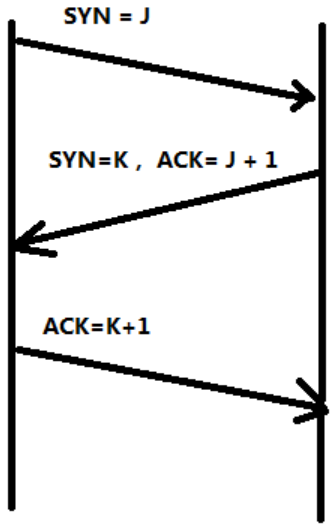 SYN = J
SYN=K , ACK= J + 1
ACK=K+1